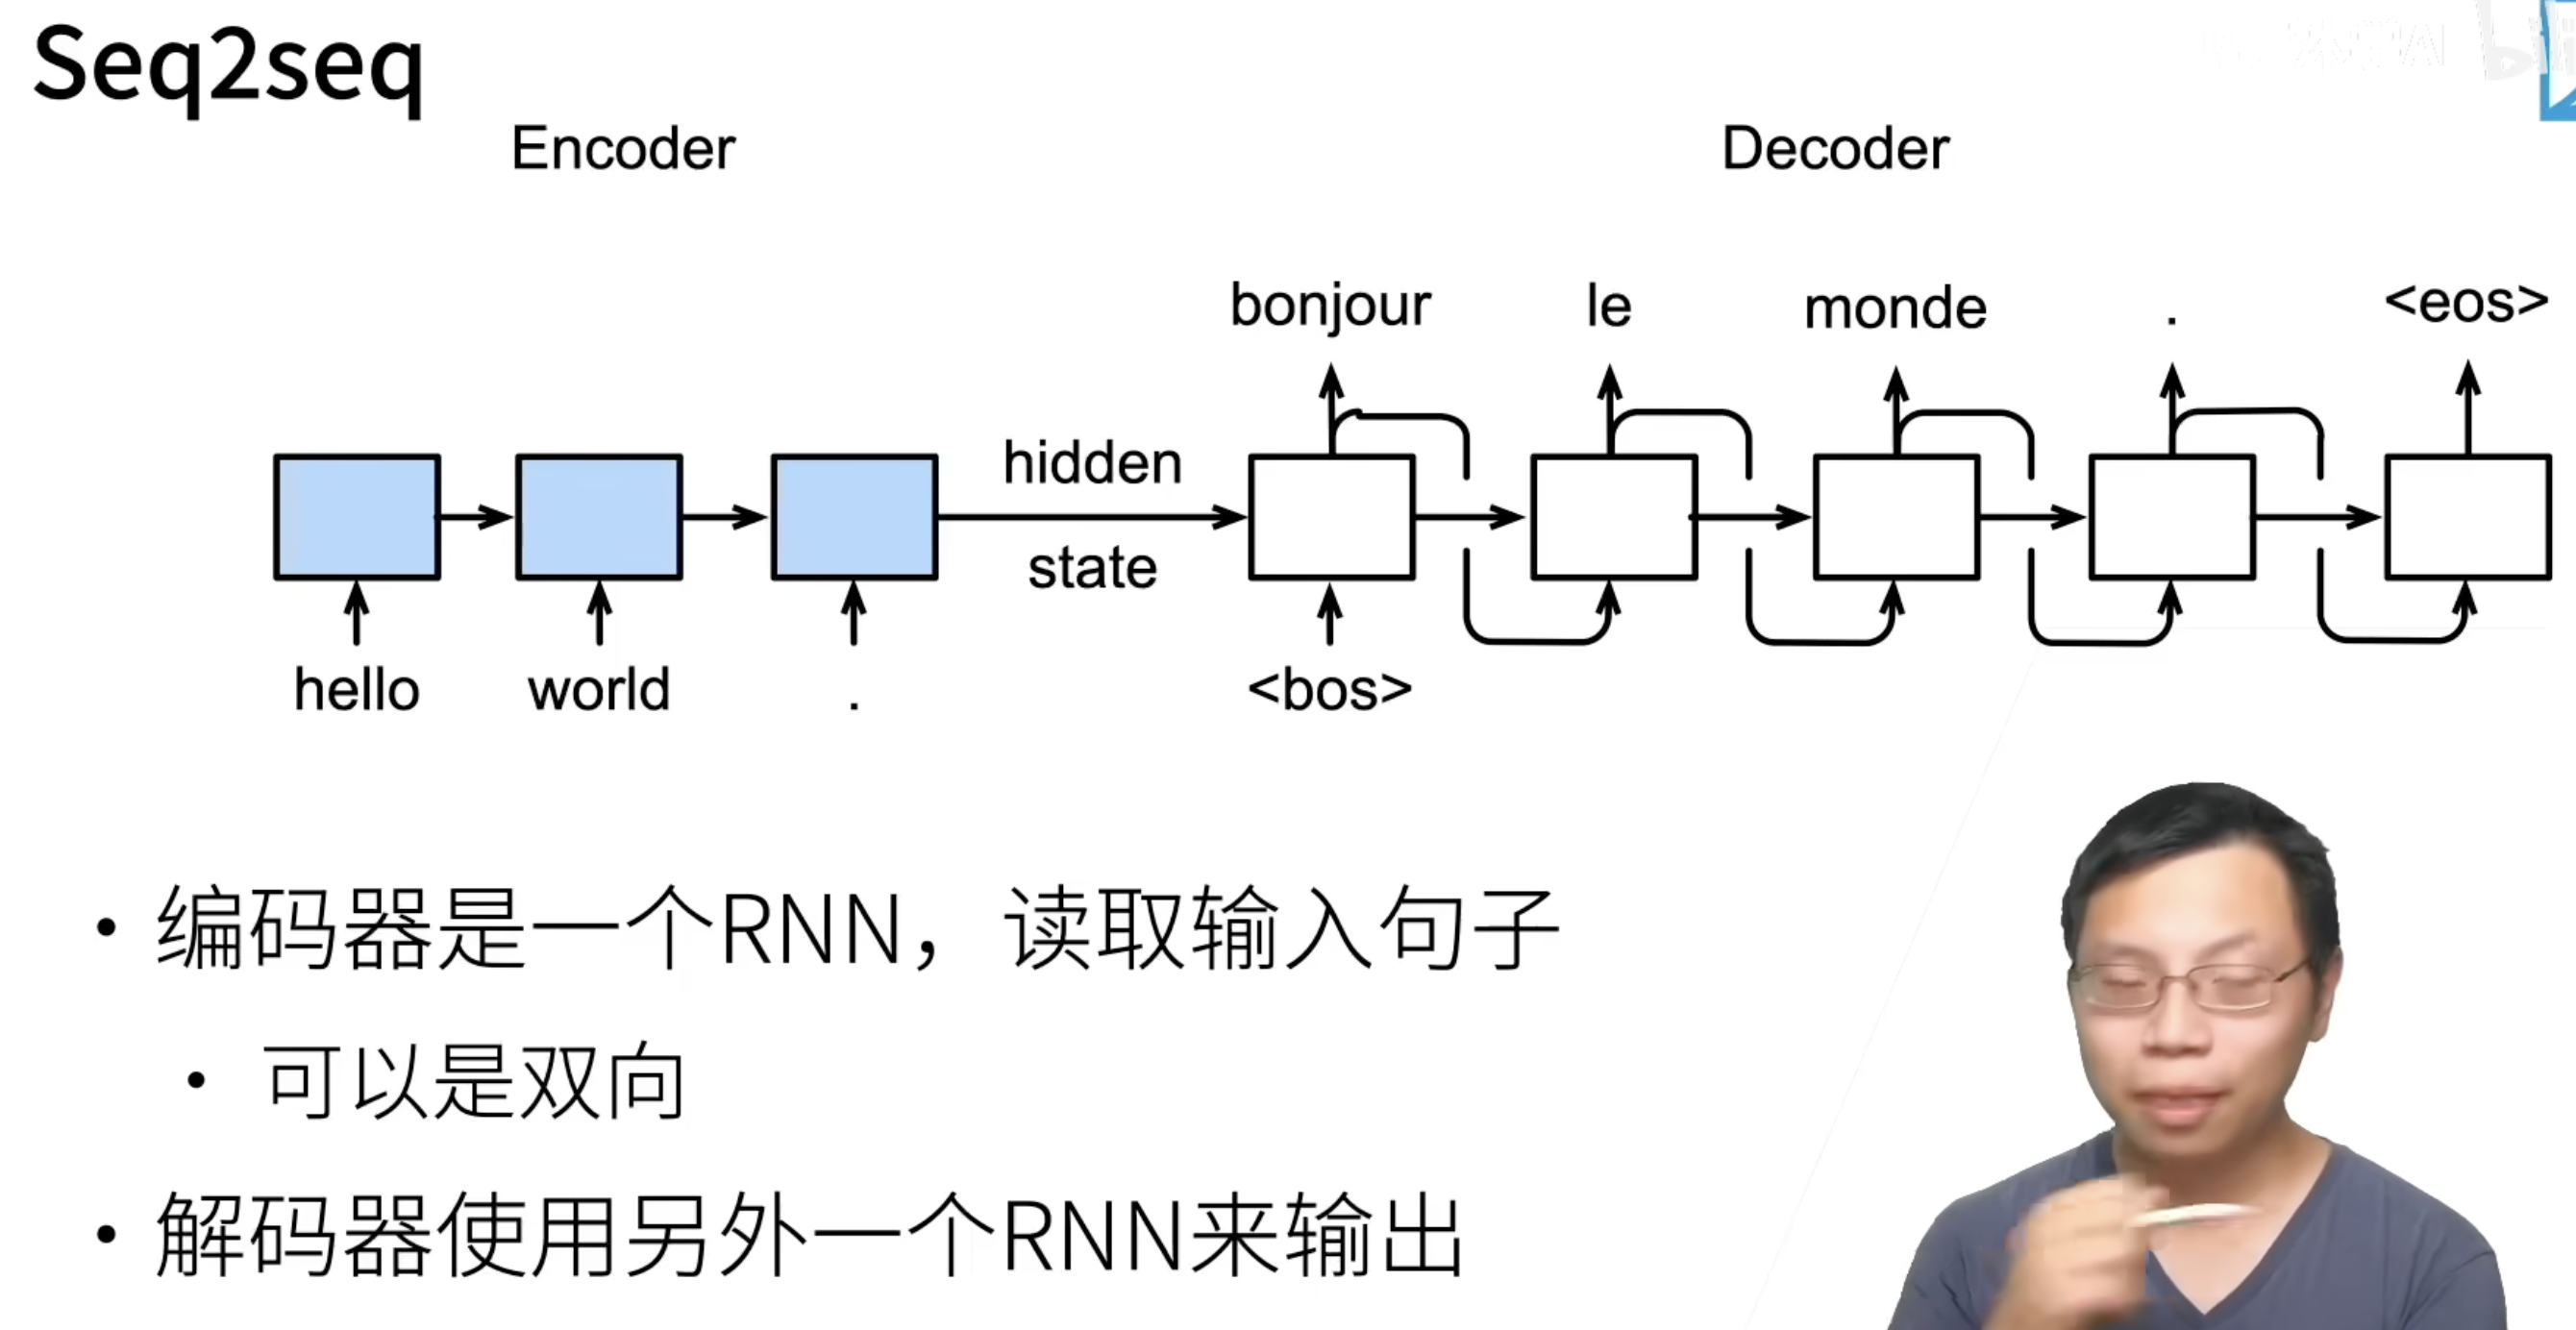 Seq2seq
Encoder
Decoder
bonjour le monde . <eos>
hidden
state
hello world . <bos>
• 编码器是一个RNN，读取输入句子
• 可以是双向
• 解码器使用另外一个RNN来输出